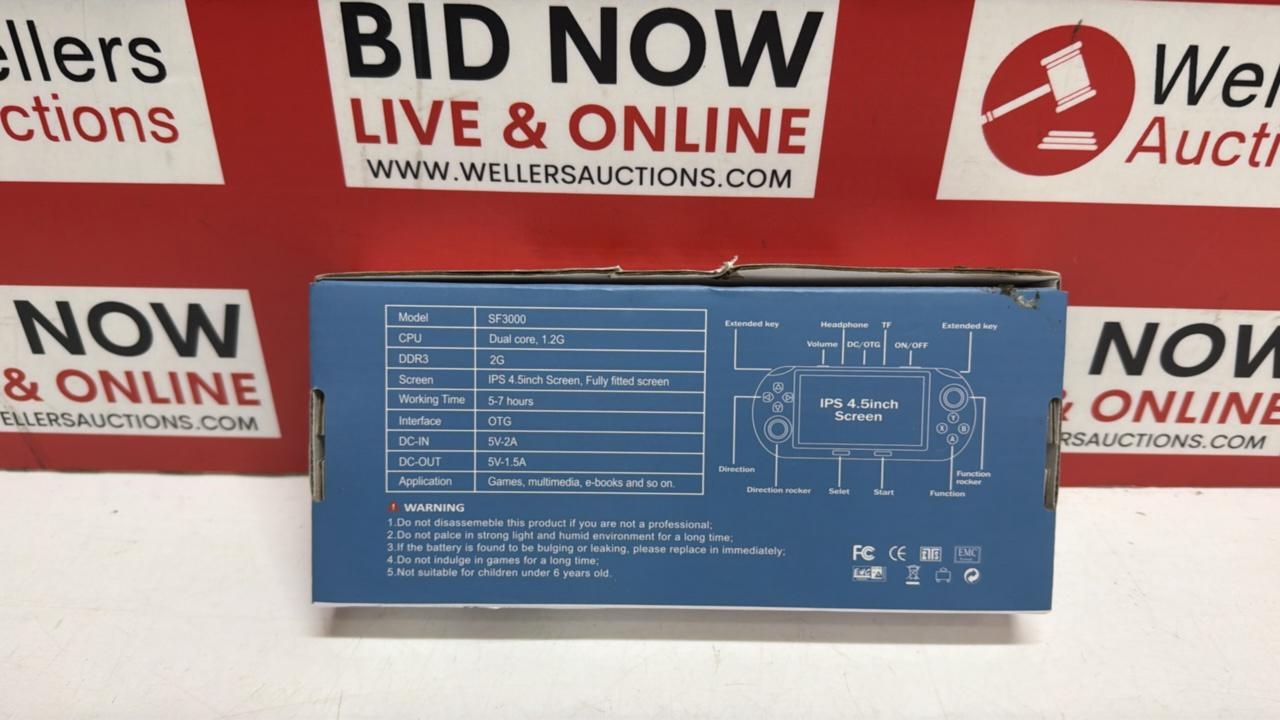 ellers
ctions
BID NOW
LIVE & ONLINE
WWW.WELLERSAUCTIONS.COM
Wel
Aucti
NOW
& ONLINE
ELLERSAUCTIONS.COM
NOW
& ONLINE
RSAUCTIONS.COM
Model SF3000
CPU Dual core, 1.2G
DDR3 2G
Screen IPS 4.5inch Screen, Fully fitted screen
Working Time 5-7 hours
Interface OTG
DC-IN 5V-2A
DC-OUT 5V-1.5A
Application Games, multimedia, e-books and so on.
Extended key
Headphone TF
Extended key
Volume DC/OTG ON/OFF
IPS 4.5inch
Screen
Y
X B
A
Direction
Direction rocker
Selet
Start
Function
Function
rocker
! WARNING
1.Do not disassemeble this product if you are not a professional;
2.Do not palce in strong light and humid environment for a long time;
3.If the battery is found to be bulging or leaking, please replace in immediately;
4.Do not indulge in games for a long time;
5.Not suitable for children under 6 years old.
FC CE EMC